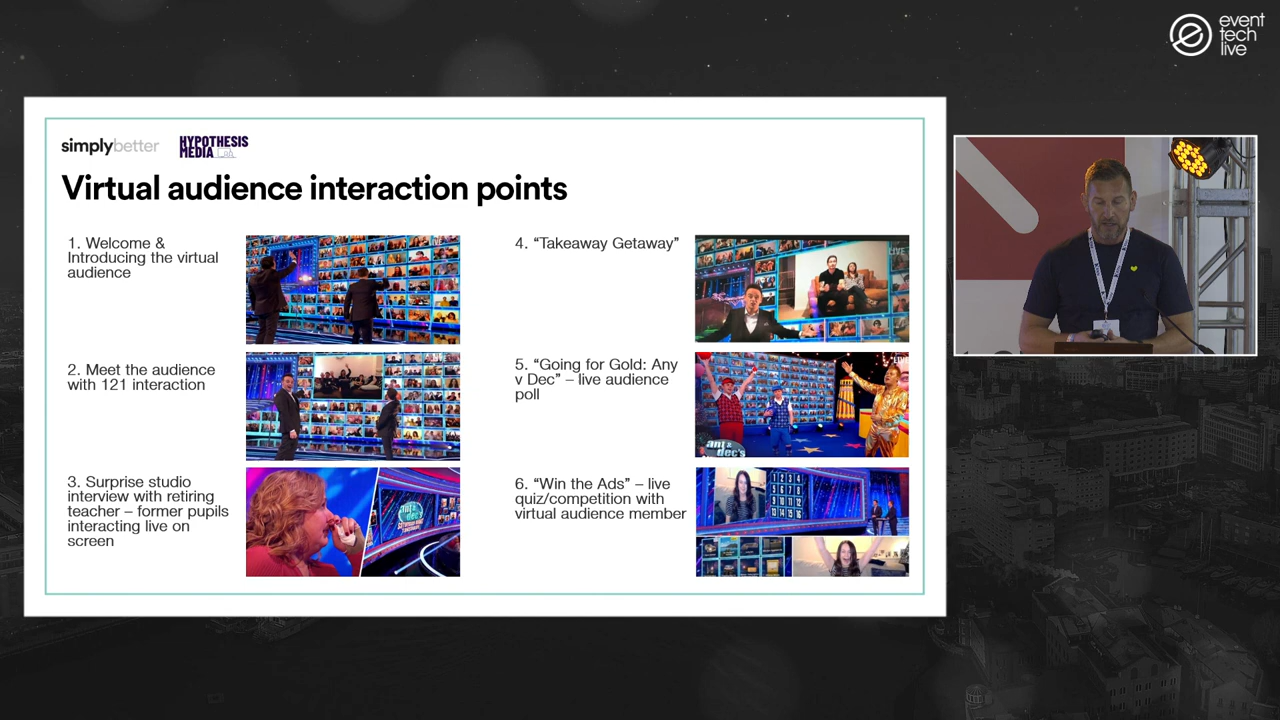 event
tech
live
simplybetter
HYPOTHESIS
MEDIA
Virtual audience interaction points
1. Welcome &
Introducing the virtual
audience
2. Meet the audience
with 121 interaction
3. Surprise studio
interview with retiring
teacher – former pupils
interacting live on
screen
4. “Takeaway Getaway”
LIVE
5. “Going for Gold: Any
v Dec” – live audience
poll
ant &
dec's
6. “Win the Ads” – live
quiz/competition with
virtual audience member